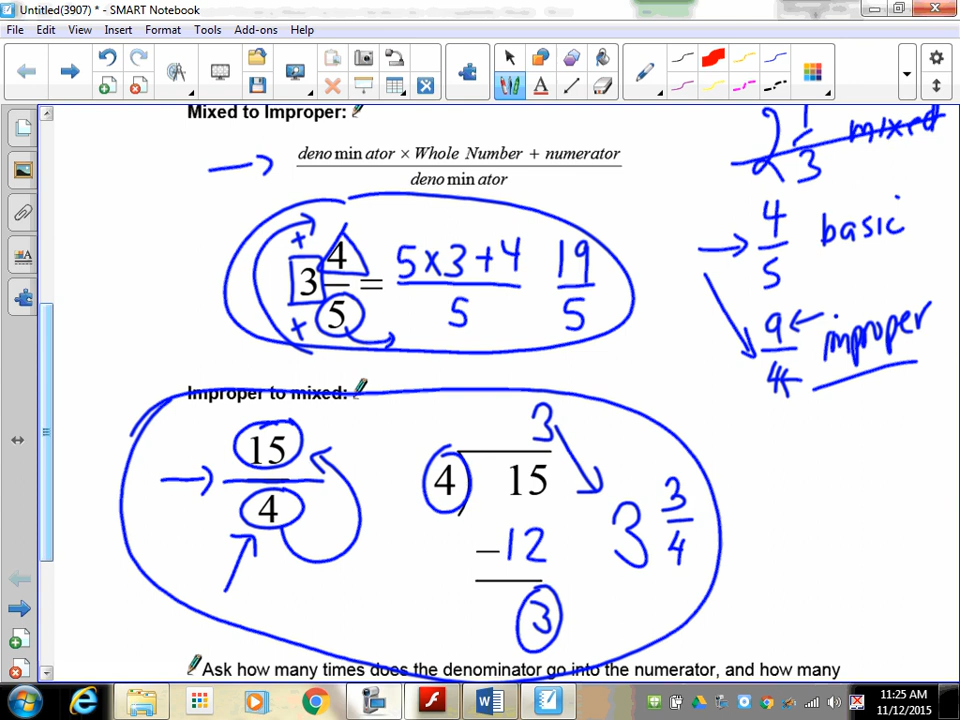 Untitled(3907) * - SMART Notebook
File Edit View Insert Format Tools Add-ons Help
Mixed to Improper:
denominator × Whole Number + numerator
denominator
2 1/3 mixed
4/5 basic
9/4 improper
+
3 4/5 = 5×3+4/5 19/5
+
Improper to mixed:
15/4
3
4 15
−12
3
3 3/4
Ask how many times does the denominator go into the numerator, and how many
11:25 AM
11/12/2015